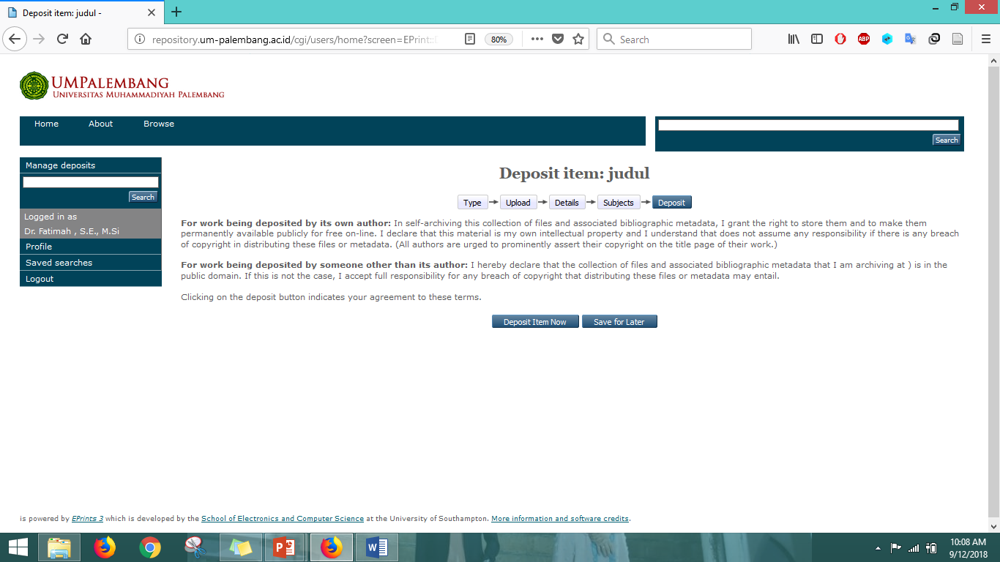 Deposit item: judul -
repository.um-palembang.ac.id/cgi/users/home?screen=EPrint::
80%
Search
ABP
UMPALEMBANG
UNIVERSITAS MUHAMMADIYAH PALEMBANG
Home About Browse
Search
Manage deposits
Search
Logged in as
Dr. Fatimah , S.E., M.Si
Profile
Saved searches
Logout
Deposit item: judul
Type Upload Details Subjects Deposit
For work being deposited by its own author: In self-archiving this collection of files and associated bibliographic metadata, I grant the right to store them and to make them
permanently available publicly for free on-line. I declare that this material is my own intellectual property and I understand that does not assume any responsibility if there is any breach
of copyright in distributing these files or metadata. (All authors are urged to prominently assert their copyright on the title page of their work.)
For work being deposited by someone other than its author: I hereby declare that the collection of files and associated bibliographic metadata that I am archiving at ) is in the
public domain. If this is not the case, I accept full responsibility for any breach of copyright that distributing these files or metadata may entail.
Clicking on the deposit button indicates your agreement to these terms.
Deposit Item Now Save for Later
is powered by EPrints 3 which is developed by the School of Electronics and Computer Science at the University of Southampton. More information and software credits.
10:08 AM
9/12/2018